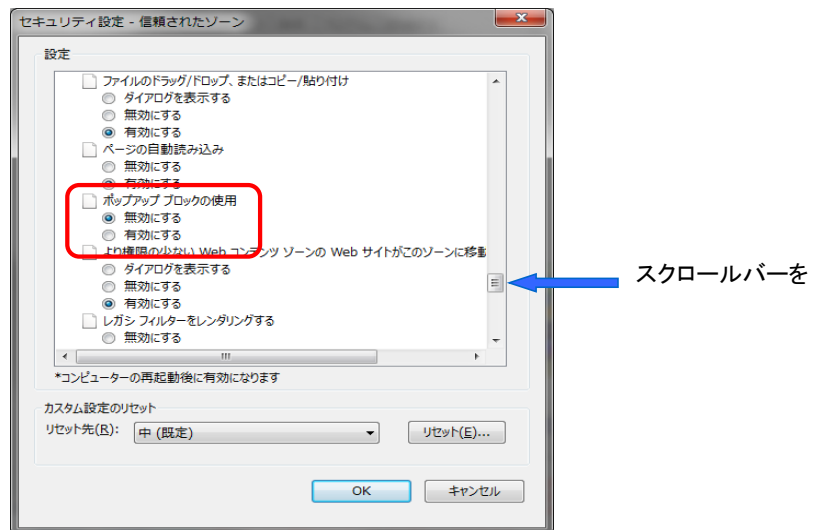 セキュリティ設定 - 信頼されたゾーン
設定
ファイルのドラッグ/ドロップ、またはコピー/貼り付け
ダイアログを表示する
無効にする
有効にする
ページの自動読み込み
無効にする
有効にする
ポップアップ ブロックの使用
無効にする
有効にする
より権限の少ない Web コンテンツ ゾーンの Web サイトがこのゾーンに移動
ダイアログを表示する
無効にする
有効にする
スクロールバーを
レガシ フィルターをレンダリングする
無効にする
*コンピューターの再起動後に有効になります
カスタム設定のリセット
リセット先(R): 中 (既定) リセット(E)...
OK キャンセル